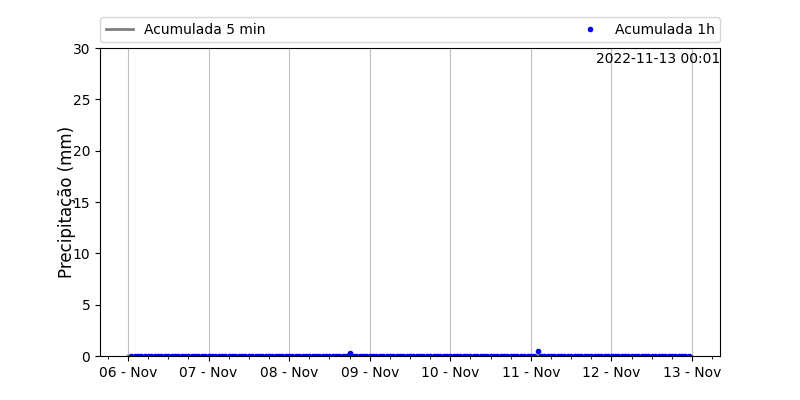 Acumulada 5 min
Acumulada 1h
2022-11-13 00:01
Precipitação (mm)
30
25
20
15
10
5
0
06 - Nov
07 - Nov
08 - Nov
09 - Nov
10 - Nov
11 - Nov
12 - Nov
13 - Nov